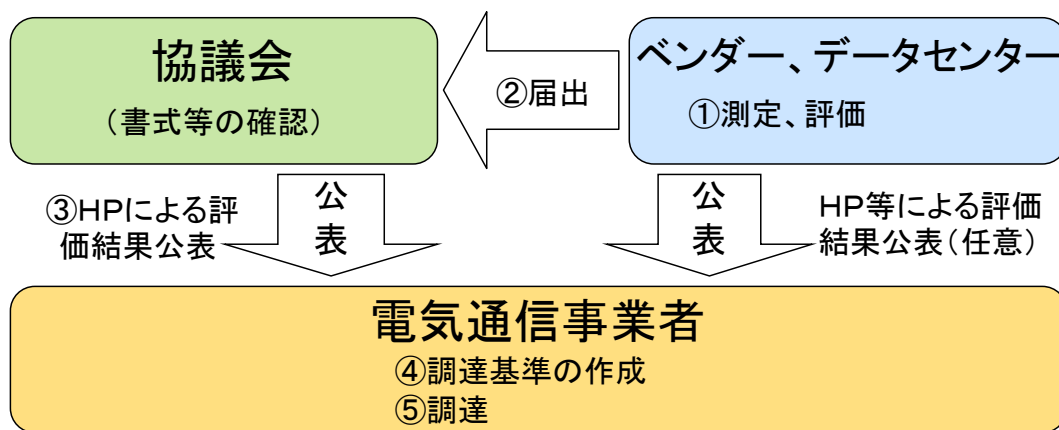 協議会
（書式等の確認）
②届出
ベンダー、データセンター
①測定、評価
③HPによる評
価結果公表
公
表
公
表
HP等による評価
結果公表（任意）
電気通信事業者
④調達基準の作成
⑤調達